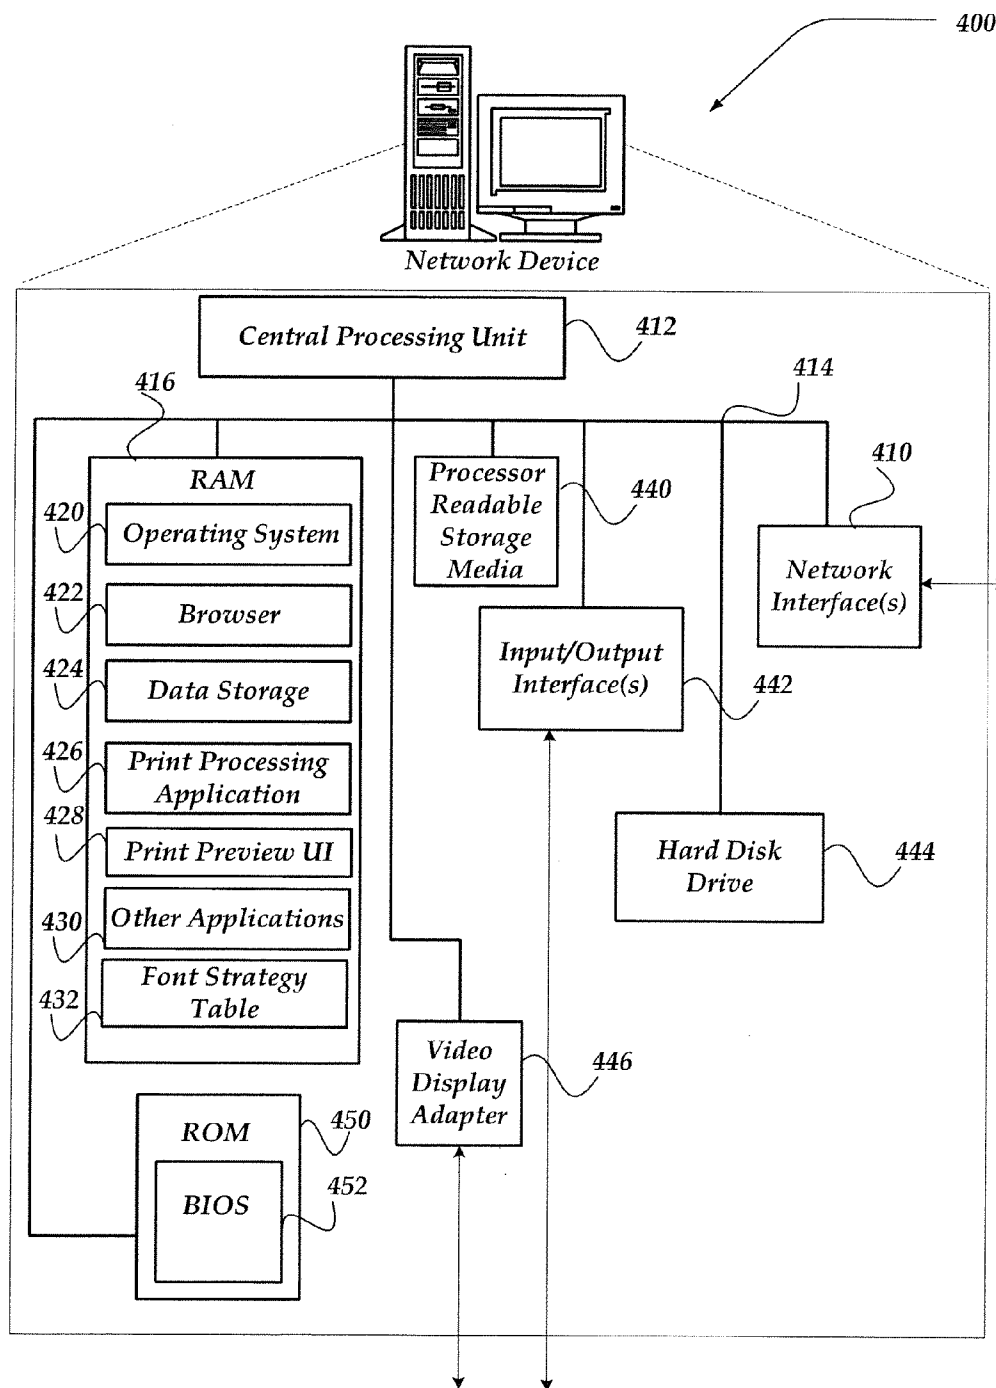 400
Network Device
Central Processing Unit
412
414
416
410
RAM
Processor
Readable
Storage
Media
440
420
Operating System
Network
Interface(s)
422
Browser
Input/Output
Interface(s)
442
424
Data Storage
426
Print Processing
Application
428
Print Preview UI
Hard Disk
Drive
444
430
Other Applications
432
Font Strategy
Table
Video
Display
Adapter
446
ROM
450
BIOS
452